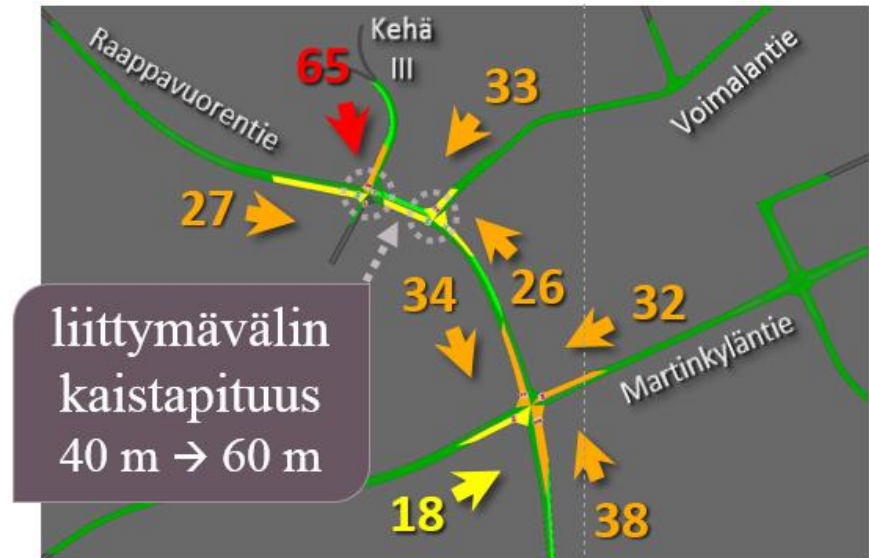 Raappavuorentie
Kehä
III
65
33
Voimalantie
27
34
26
32
Martinkyläntie
18
38
liittymävälin
kaistapituus
40 m → 60 m